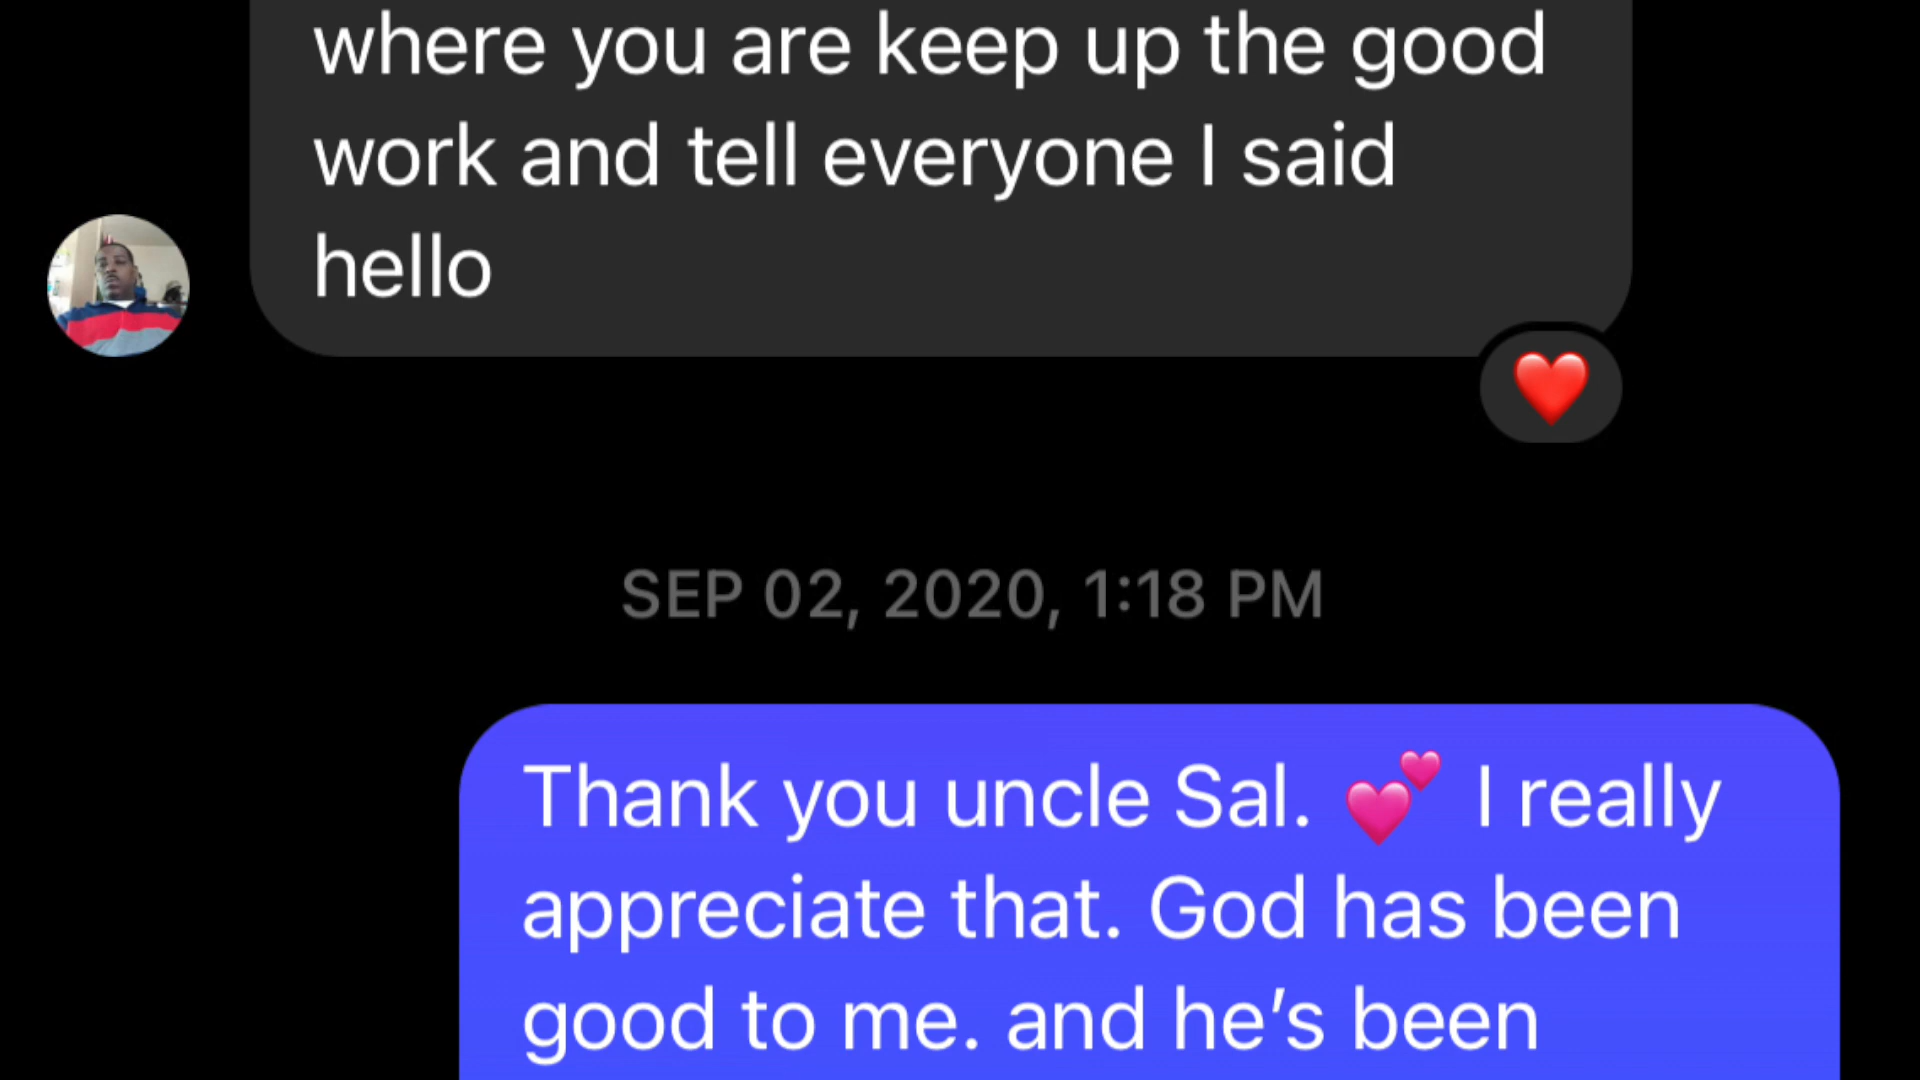 where you are keep up the good
work and tell everyone I said
hello
❤️
SEP 02, 2020, 1:18 PM
Thank you uncle Sal. 💕 I really
appreciate that. God has been
good to me. and he’s been